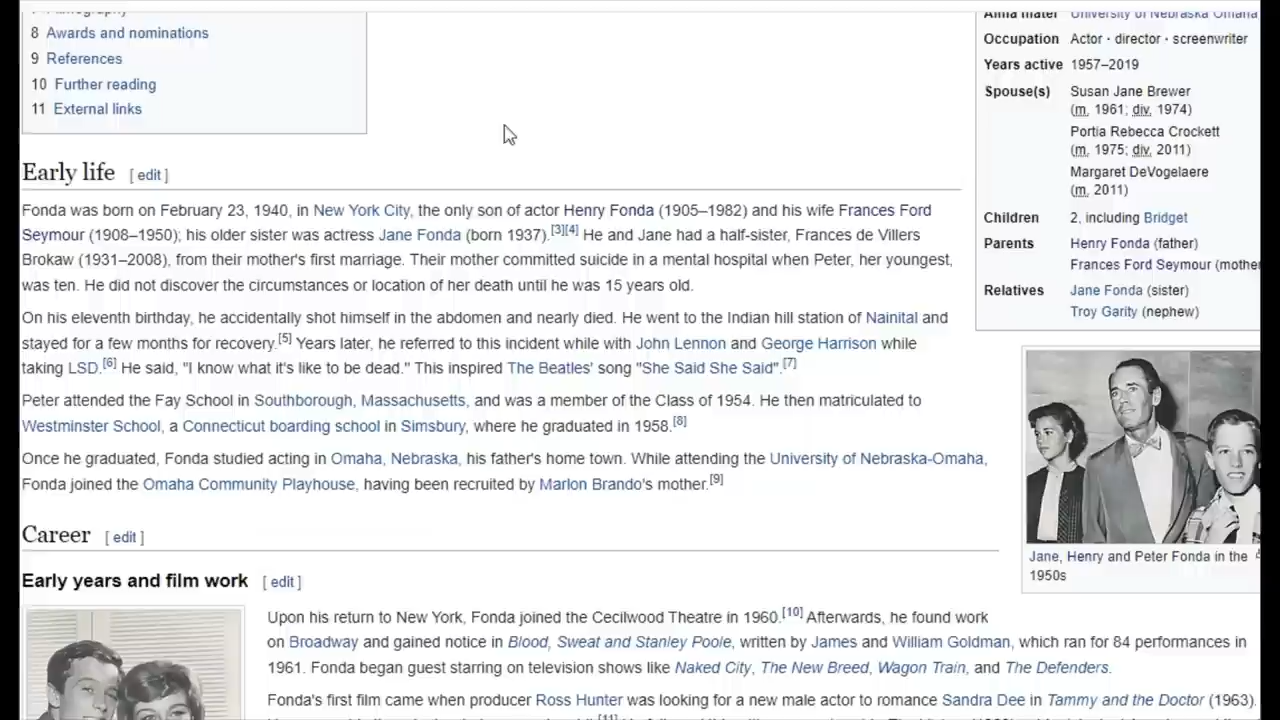 8 Awards and nominations
9 References
10 Further reading
11 External links
Early life [ edit ]
Fonda was born on February 23, 1940, in New York City, the only son of actor Henry Fonda (1905–1982) and his wife Frances Ford
Seymour (1908–1950); his older sister was actress Jane Fonda (born 1937).[3][4] He and Jane had a half-sister, Frances de Villers
Brokaw (1931–2008), from their mother's first marriage. Their mother committed suicide in a mental hospital when Peter, her youngest,
was ten. He did not discover the circumstances or location of her death until he was 15 years old.
On his eleventh birthday, he accidentally shot himself in the abdomen and nearly died. He went to the Indian hill station of Nainital and
stayed for a few months for recovery.[5] Years later, he referred to this incident while with John Lennon and George Harrison while
taking LSD.[6] He said, "I know what it's like to be dead." This inspired The Beatles' song "She Said She Said".[7]
Peter attended the Fay School in Southborough, Massachusetts, and was a member of the Class of 1954. He then matriculated to
Westminster School, a Connecticut boarding school in Simsbury, where he graduated in 1958.[8]
Once he graduated, Fonda studied acting in Omaha, Nebraska, his father's home town. While attending the University of Nebraska-Omaha,
Fonda joined the Omaha Community Playhouse, having been recruited by Marlon Brando's mother.[9]
Career [ edit ]
Early years and film work [ edit ]
Upon his return to New York, Fonda joined the Cecilwood Theatre in 1960.[10] Afterwards, he found work
on Broadway and gained notice in Blood, Sweat and Stanley Poole, written by James and William Goldman, which ran for 84 performances in
1961. Fonda began guest starring on television shows like Naked City, The New Breed, Wagon Train, and The Defenders.
Fonda's first film came when producer Ross Hunter was looking for a new male actor to romance Sandra Dee in Tammy and the Doctor (1963).
Alma mater University of Nebraska Omaha
Occupation Actor · director · screenwriter
Years active 1957–2019
Spouse(s) Susan Jane Brewer
(m. 1961; div. 1974)
Portia Rebecca Crockett
(m. 1975; div. 2011)
Margaret DeVogelaere
(m. 2011)
Children 2, including Bridget
Parents Henry Fonda (father)
Frances Ford Seymour (mother
Relatives Jane Fonda (sister)
Troy Garity (nephew)
Jane, Henry and Peter Fonda in the
1950s